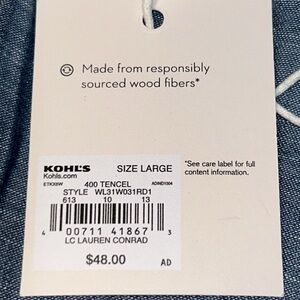 Made from responsibly
sourced wood fibers*
KOHL'S SIZE LARGE
Kohls.com
400 TENCEL
STYLE WL31W031RD1
613 10 13
4 00711 41867 3
LC LAUREN CONRAD
$48.00 AD
*See care label for full
content information.